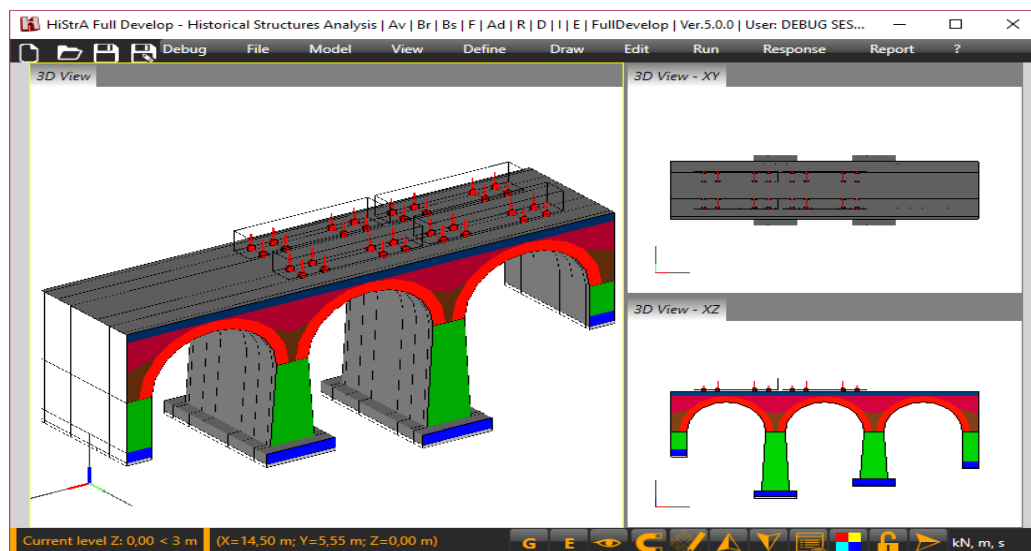 HiStrA Full Develop - Historical Structures Analysis | Av | Br | Bs | F | Ad | R | D | I | E | FullDevelop | Ver.5.0.0 | User: DEBUG SES...
Debug File Model View Define Draw Edit Run Response Report ?
3D View
3D View - XY
3D View - XZ
Current level Z: 0,00 < 3 m (X=14,50 m; Y=5,55 m; Z=0,00 m) G E kN, m, s